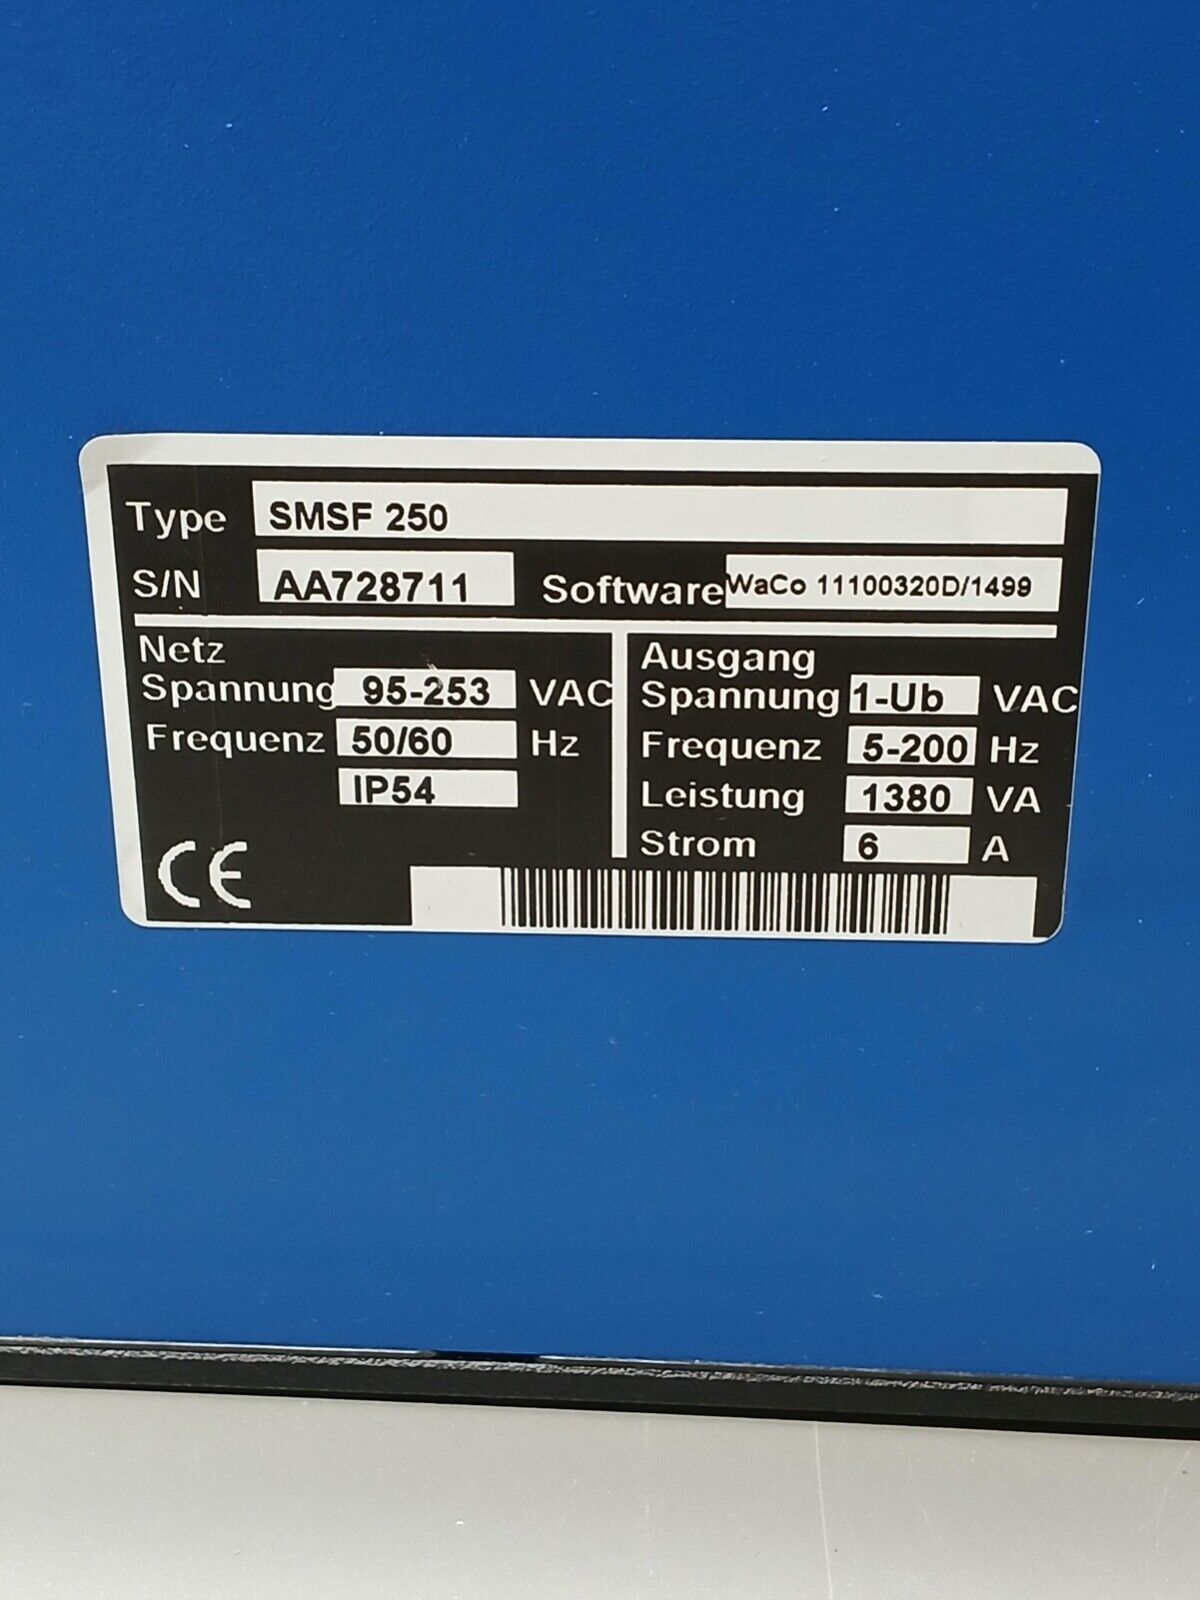 Type SMSF 250
S/N AA728711 Software WaCo 11100320D/1499
Netz
Spannung 95-253 VAC
Frequenz 50/60 Hz
IP54
CE
Ausgang
Spannung 1-Ub VAC
Frequenz 5-200 Hz
Leistung 1380 VA
Strom 6 A